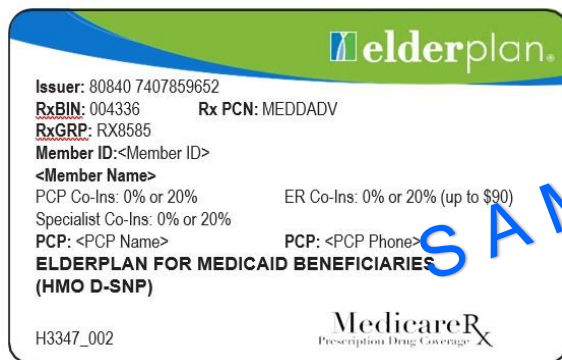 elderplan®
Issuer: 80840 7407859652
RxBIN: 004336 Rx PCN: MEDDADV
RxGRP: RX8585
Member ID:<Member ID>
<Member Name>
PCP Co-Ins: 0% or 20% ER Co-Ins: 0% or 20% (up to $90)
Specialist Co-Ins: 0% or 20%
PCP: <PCP Name> PCP: <PCP Phone>
ELDERPLAN FOR MEDICAID BENEFICIARIES
(HMO D-SNP)
SAM
H3347_002
MedicareRx
Prescription Drug Coverage